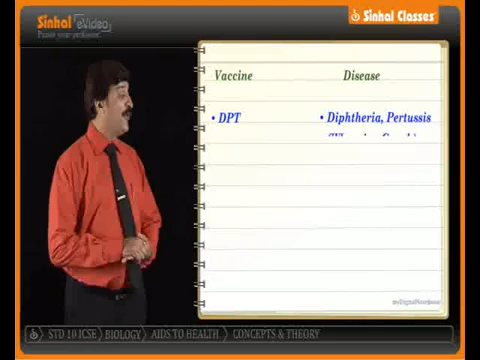 Sinhal eVideo
Pause your professor
Sinhal Classes
Vaccine Disease
• DPT • Diphtheria, Pertussis
STD 10 ICSE BIOLOGY AIDS TO HEALTH CONCEPTS & THEORY